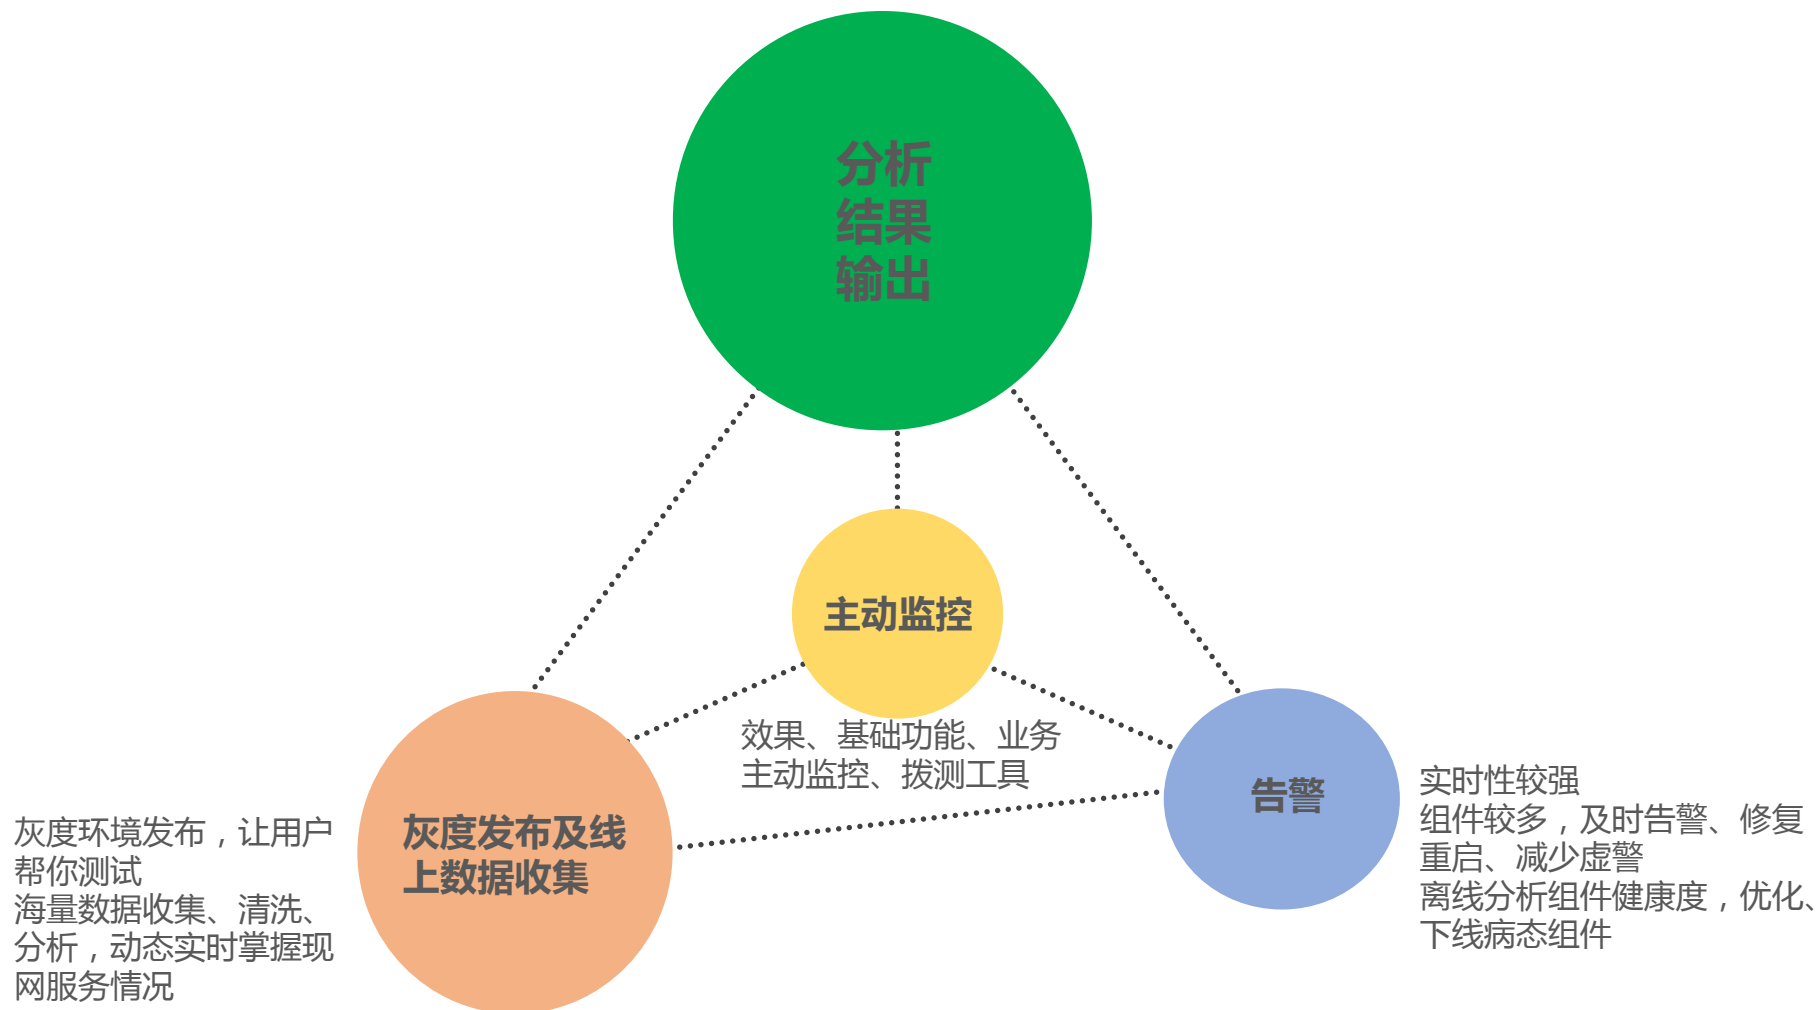 分析
结果
输出
主动监控
效果、基础功能、业务
主动监控、拨测工具
灰度发布及线
上数据收集
灰度环境发布，让用户
帮你测试
海量数据收集、清洗、
分析，动态实时掌握现
网服务情况
告警
实时性较强
组件较多，及时告警、修复
重启、减少虚警
离线分析组件健康度，优化、
下线病态组件